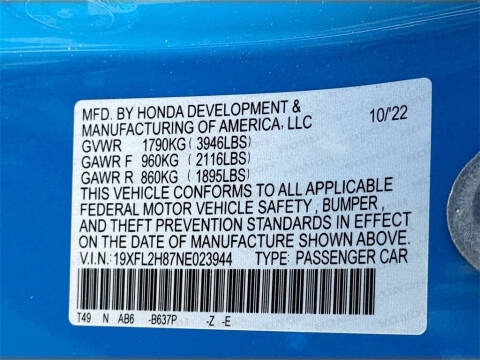 MFD. BY HONDA DEVELOPMENT &
MANUFACTURING OF AMERICA, LLC 10/'22
GVWR 1790KG ( 3946LBS)
GAWR F 960KG ( 2116LBS)
GAWR R 860KG ( 1895LBS)
THIS VEHICLE CONFORMS TO ALL APPLICABLE
FEDERAL MOTOR VEHICLE SAFETY , BUMPER ,
AND THEFT PREVENTION STANDARDS IN EFFECT
ON THE DATE OF MANUFACTURE SHOWN ABOVE.
V.I.N: 19XFL2H87NE023944 TYPE: PASSENGER CAR
T49 N AB6 -B637P -Z -E